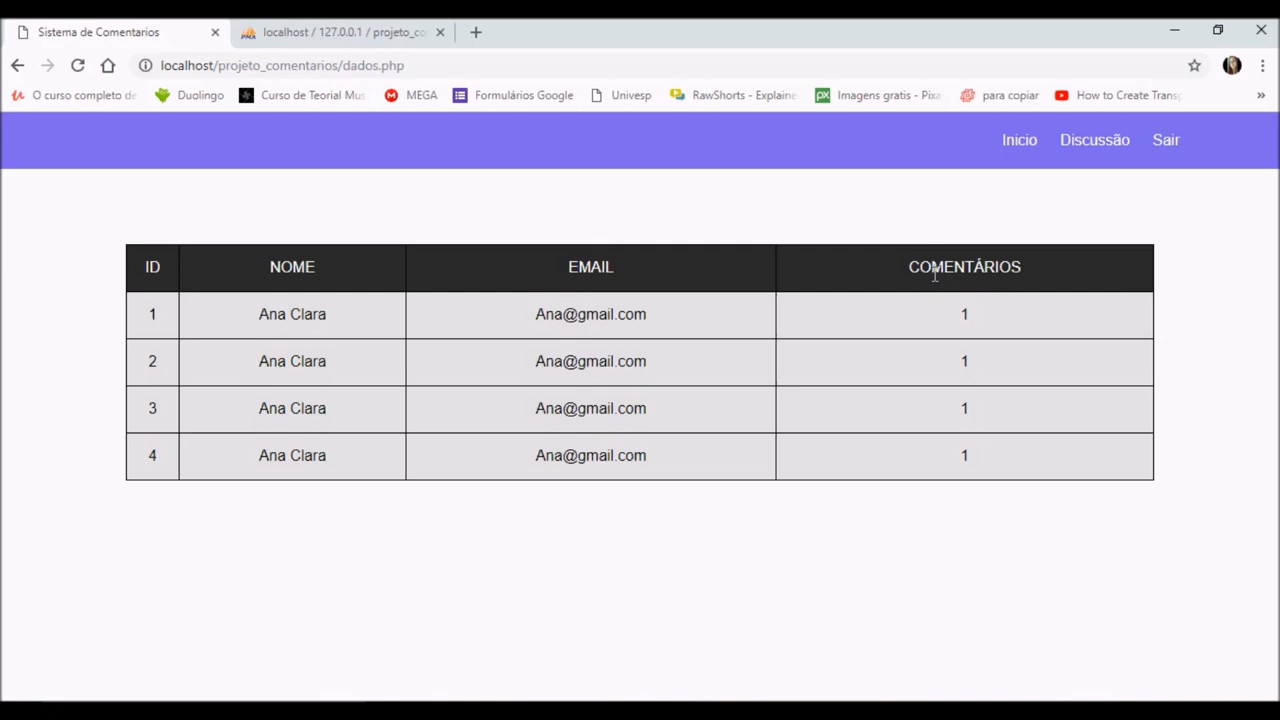 Sistema de Comentarios
localhost / 127.0.0.1 / projeto_co
localhost/projeto_comentarios/dados.php
O curso completo de
Duolingo
Curso de Teorial Mus
MEGA
Formulários Google
Univesp
RawShorts - Explaine
Imagens gratis - Pixa
para copiar
How to Create Transp
»
Inicio Discussão Sair
ID NOME EMAIL COMENTÁRIOS
1 Ana Clara Ana@gmail.com 1
2 Ana Clara Ana@gmail.com 1
3 Ana Clara Ana@gmail.com 1
4 Ana Clara Ana@gmail.com 1